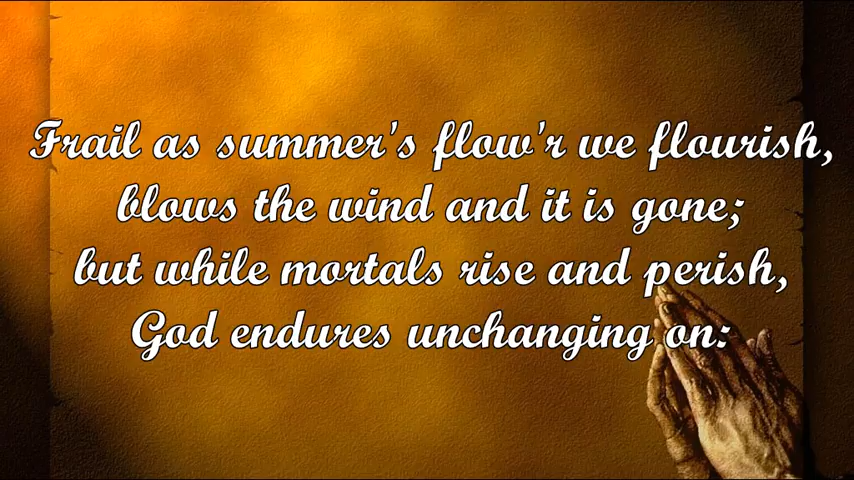 Frail as summer's flow'r we flourish,
blows the wind and it is gone;
but while mortals rise and perish,
God endures unchanging on: